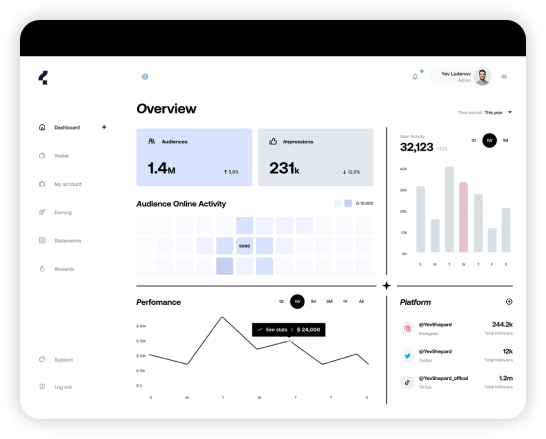 Yev Ledenov
Admin
Overview
Time period: This year
Dashboard
Wallet
My account
Earning
Statements
Rewards
Support
Log out
Audiences
1.4M
↑ 5,0%
Impressions
231k
↓ 12,6%
Audience Online Activity
0-10.000
9990
User Activity
32,123
+12%
1D
1W
1M
40K
30K
20K
10K
0K
S M T W T F S
Perfomance
1D 1W 1M 3M 1Y All
$ 40k
$ 30k
$ 20k
$ 10k
$ 0
See stats > $ 24,000
S M T W T F S
Platform
@YevShepard 244.2k
Instagram Total followers
@YevShepard 12k
Twitter Total followers
@YevShepard_offical 1.2m
TikTok Total followers